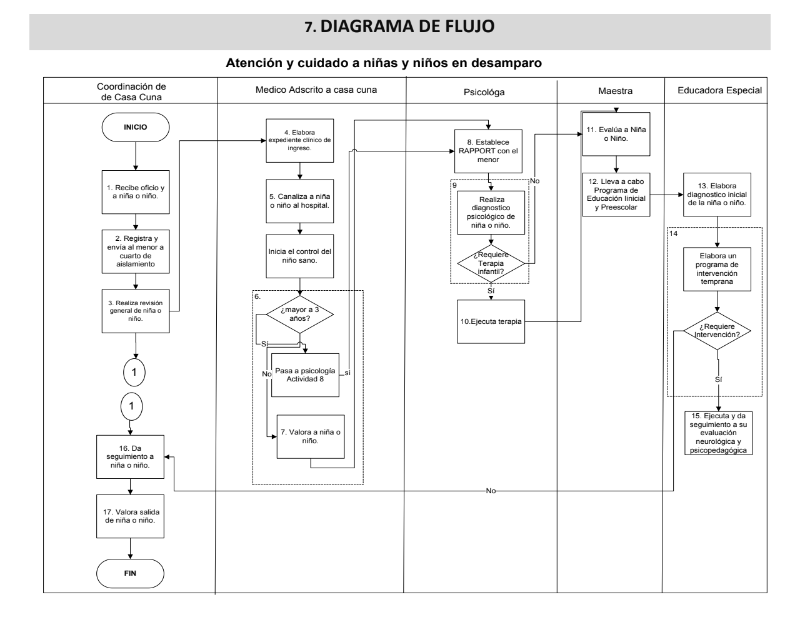 7. DIAGRAMA DE FLUJO
Atención y cuidado a niñas y niños en desamparo
Coordinación de
de Casa Cuna
Medico Adscrito a casa cuna
Psicológa
Maestra
Educadora Especial
INICIO
1. Recibe oficio y
a niña o niño.
2. Registra y
envía al menor a
cuarto de
aislamiento
3. Realiza revisión
general de niña o
niño.
1
1
16. Da
seguimiento a
niña o niño.
17. Valora salida
de niña o niño.
FIN
4. Elabora
expediente clínico de
ingreso.
5. Canaliza a niña
o niño al hospital.
Inicia el control del
niño sano.
6.
¿mayor a 3
años?
Sí
No
Pasa a psicología
Actividad 8
si
7. Valora a niña o
niño.
8. Establece
RAPPORT con el
menor
9
No
Realiza
diagnostico
psicológico de
niña o niño.
¿Requiere
Terapia
infantil?
Sí
10.Ejecuta terapia
11. Evalúa a Niña
o Niño.
12. Lleva a cabo
Programa de
Educación Iinicial
y Preescolar
13. Elabora
diagnostico inicial
de la niña o niño.
14
Elabora un
programa de
intervención
temprana
¿Requiere
Intervención?
Sí
15. Ejecuta y da
seguimiento a su
evaluación
neurológica y
psicopedagógica
No